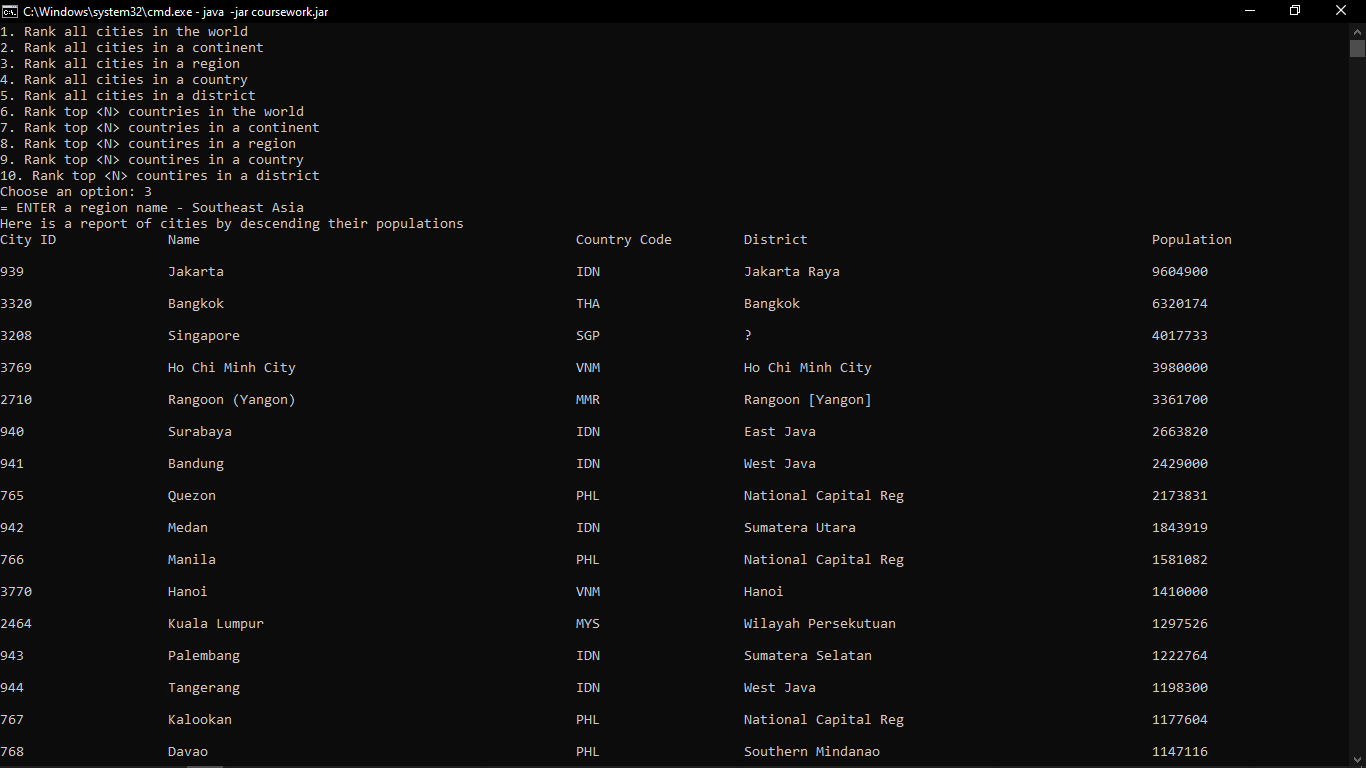 C:\Windows\system32\cmd.exe - java -jar coursework.jar
1. Rank all cities in the world
2. Rank all cities in a continent
3. Rank all cities in a region
4. Rank all cities in a country
5. Rank all cities in a district
6. Rank top <N> countries in the world
7. Rank top <N> countries in a continent
8. Rank top <N> countires in a region
9. Rank top <N> countires in a country
10. Rank top <N> countires in a district
Choose an option: 3
= ENTER a region name - Southeast Asia
Here is a report of cities by descending their populations
City ID Name Country Code District Population
939 Jakarta IDN Jakarta Raya 9604900
3320 Bangkok THA Bangkok 6320174
3208 Singapore SGP ? 4017733
3769 Ho Chi Minh City VNM Ho Chi Minh City 3980000
2710 Rangoon (Yangon) MMR Rangoon [Yangon] 3361700
940 Surabaya IDN East Java 2663820
941 Bandung IDN West Java 2429000
765 Quezon PHL National Capital Reg 2173831
942 Medan IDN Sumatera Utara 1843919
766 Manila PHL National Capital Reg 1581082
3770 Hanoi VNM Hanoi 1410000
2464 Kuala Lumpur MYS Wilayah Persekutuan 1297526
943 Palembang IDN Sumatera Selatan 1222764
944 Tangerang IDN West Java 1198300
767 Kalookan PHL National Capital Reg 1177604
768 Davao PHL Southern Mindanao 1147116